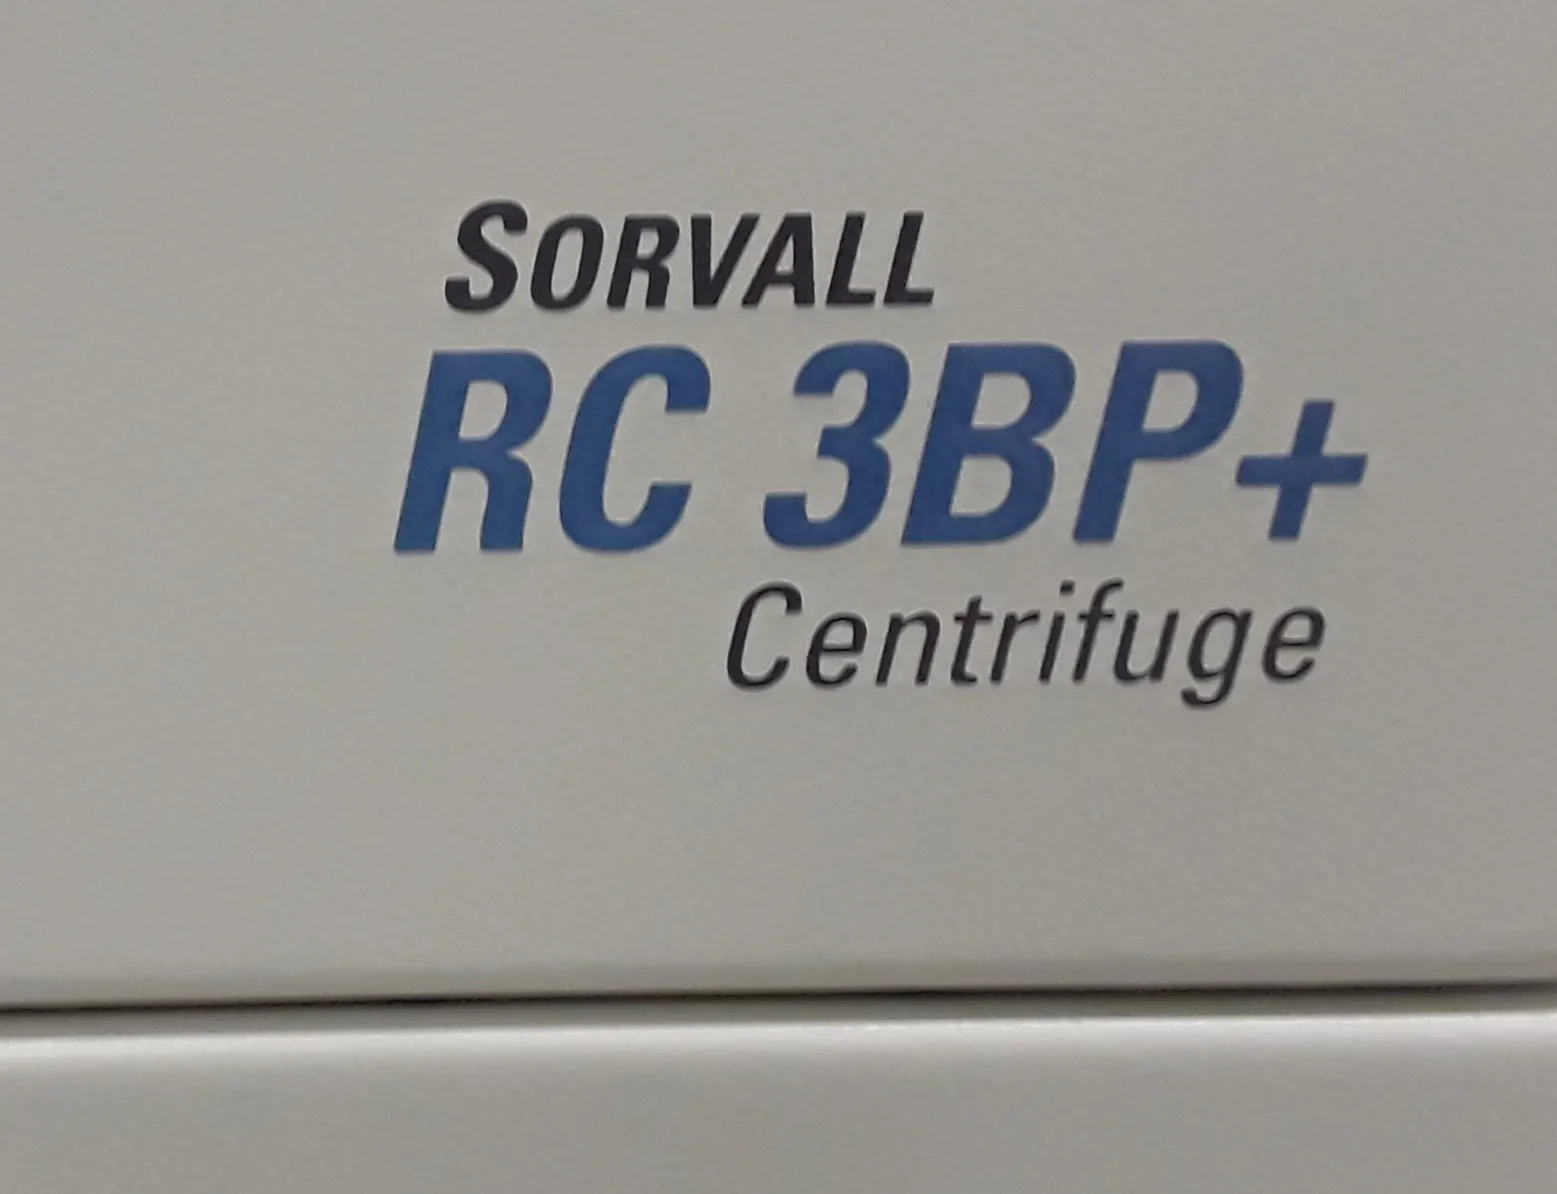 SORVALL
RC 3BP+
Centrifuge